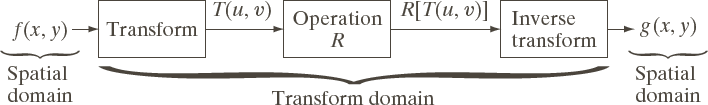 f(x, y)
Transform
T(u, v)
Operation
R
R[T(u, v)]
Inverse
transform
g(x, y)
Spatial
domain
Transform domain
Spatial
domain